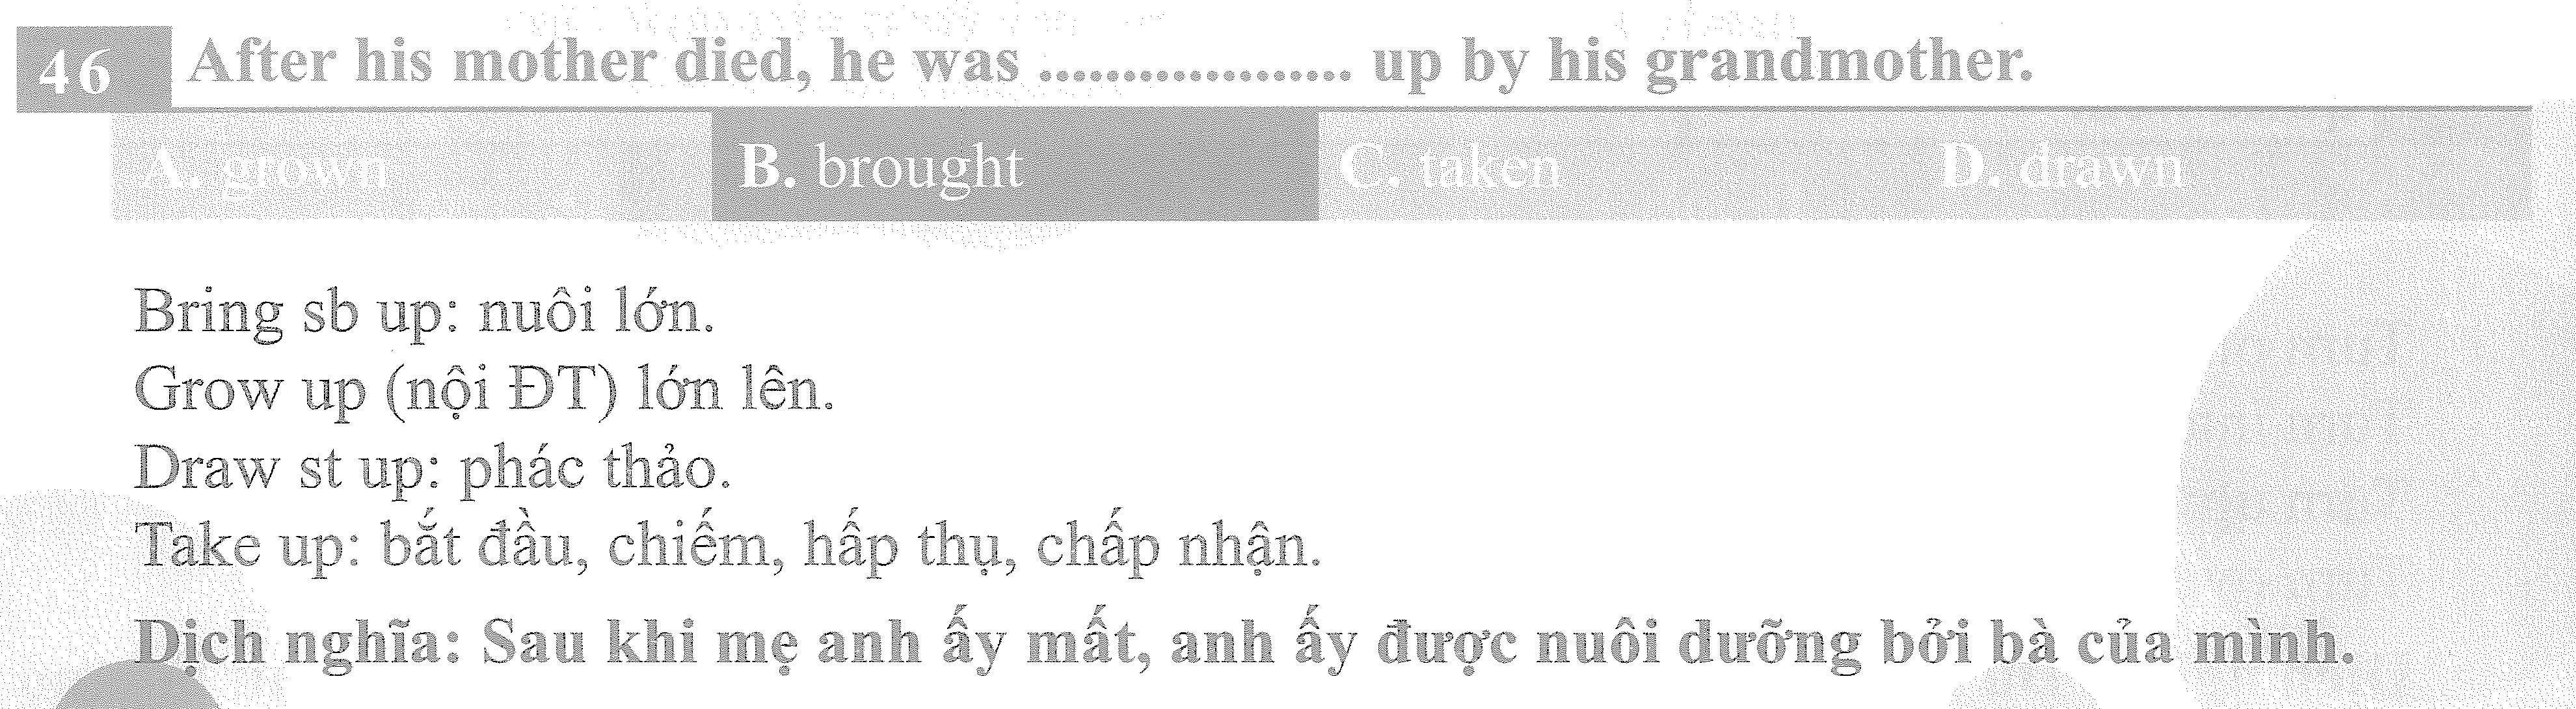 46 After his mother died, he was .................. up by his grandmother.
A. grown B. brought C. taken D. drawn
Bring sb up: nuôi lớn.
Grow up (nội ĐT) lớn lên.
Draw st up: phác thảo.
Take up: bắt đầu, chiếm, hấp thụ, chấp nhận.
Dịch nghĩa: Sau khi mẹ anh ấy mất, anh ấy được nuôi dưỡng bởi bà của mình.